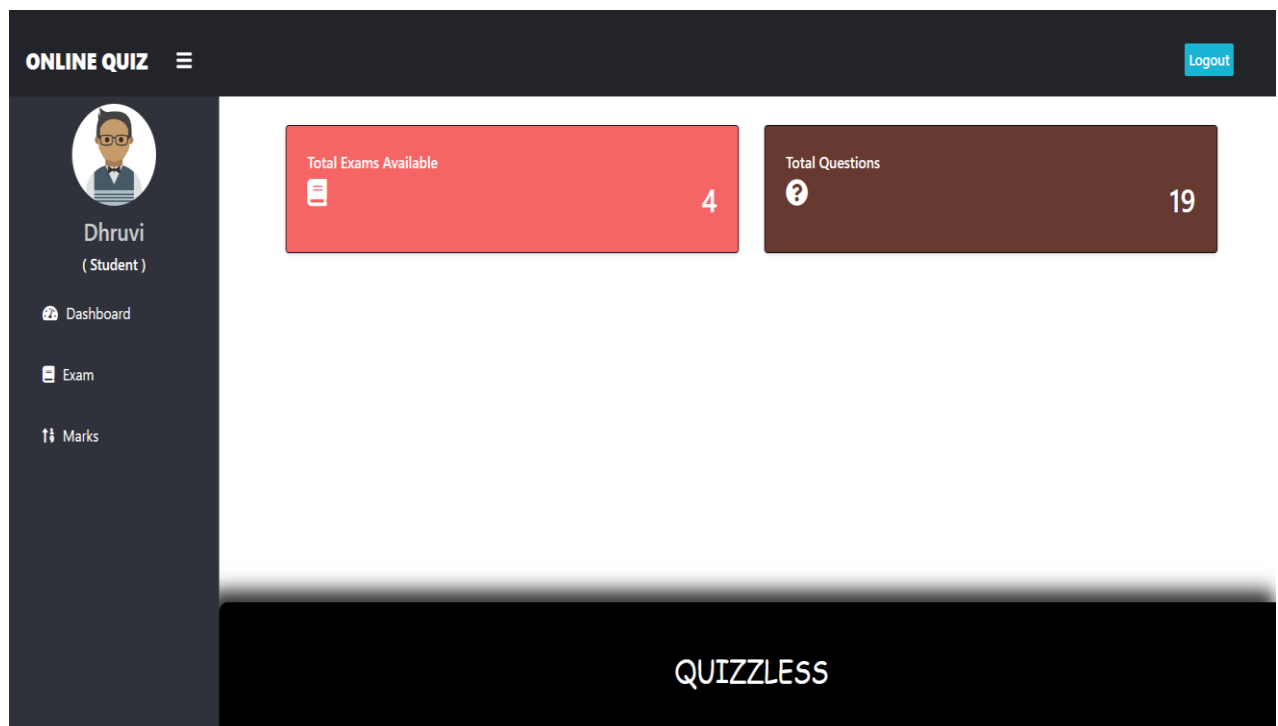 ONLINE QUIZ
Logout
Dhruvi
( Student )
Dashboard
Exam
Marks
Total Exams Available
4
Total Questions
19
QUIZZLESS